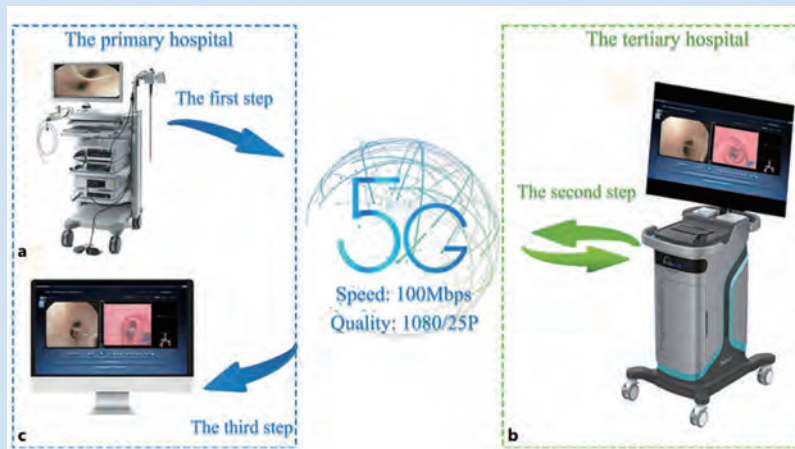 The primary hospital
The tertiary hospital
The first step
5G
The second step
Speed: 100Mbps
Quality: 1080/25P
The third step
a
b
c